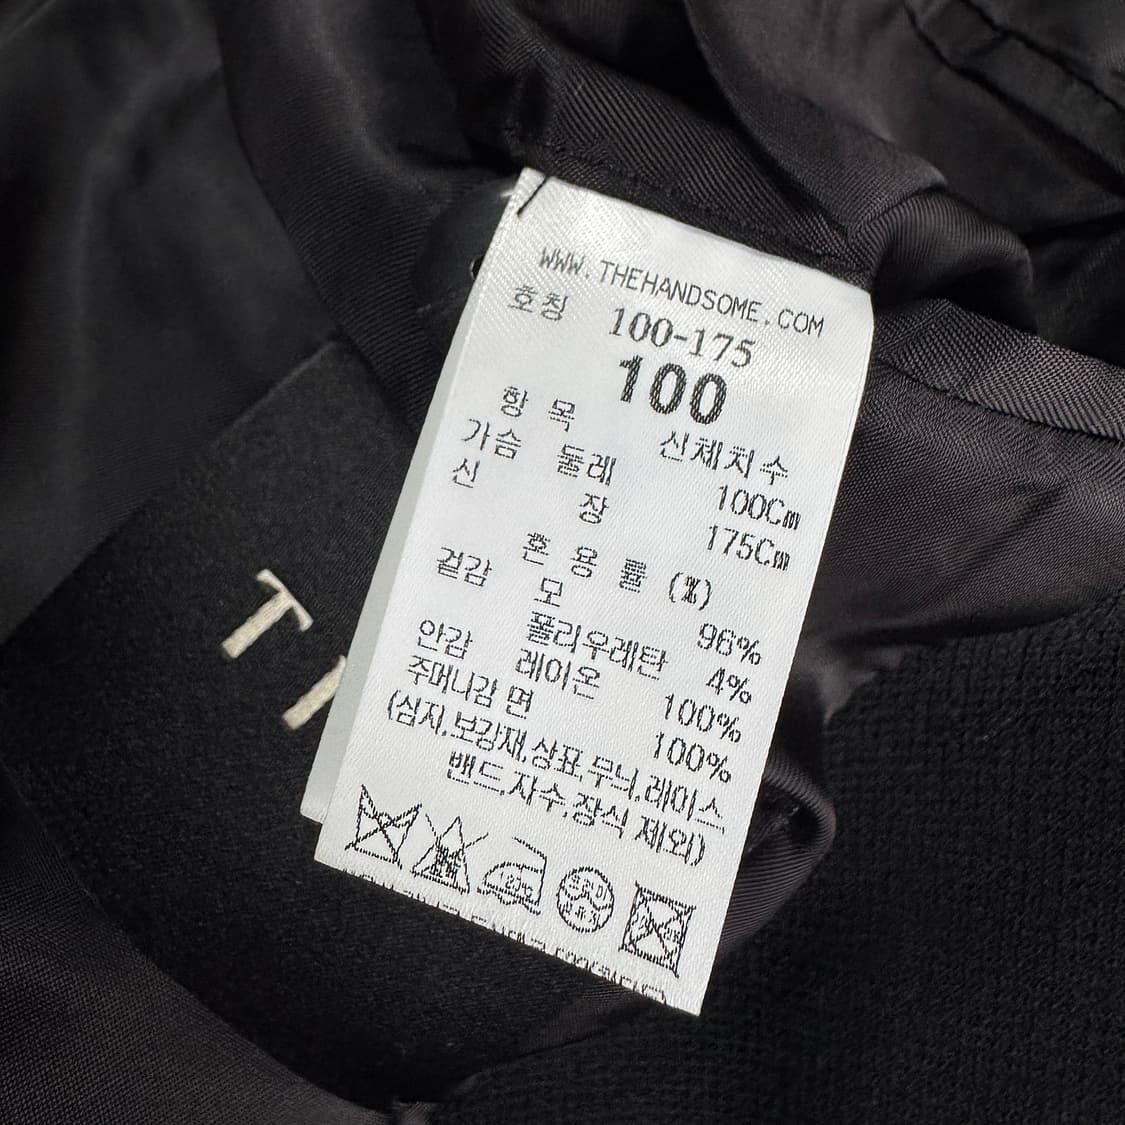 WWW.THEHANDSOME.COM
호칭 100-175
100
항 목 신체치수
가슴 둘레 100Cm
신 장 175Cm
혼 용 률 (%)
겉감 모 96%
폴리우레탄 4%
안감 레이온 100%
주머니감 면 100%
(심지,보강재,상표,무늬,레이스,
밴드,자수,장식 제외)
T